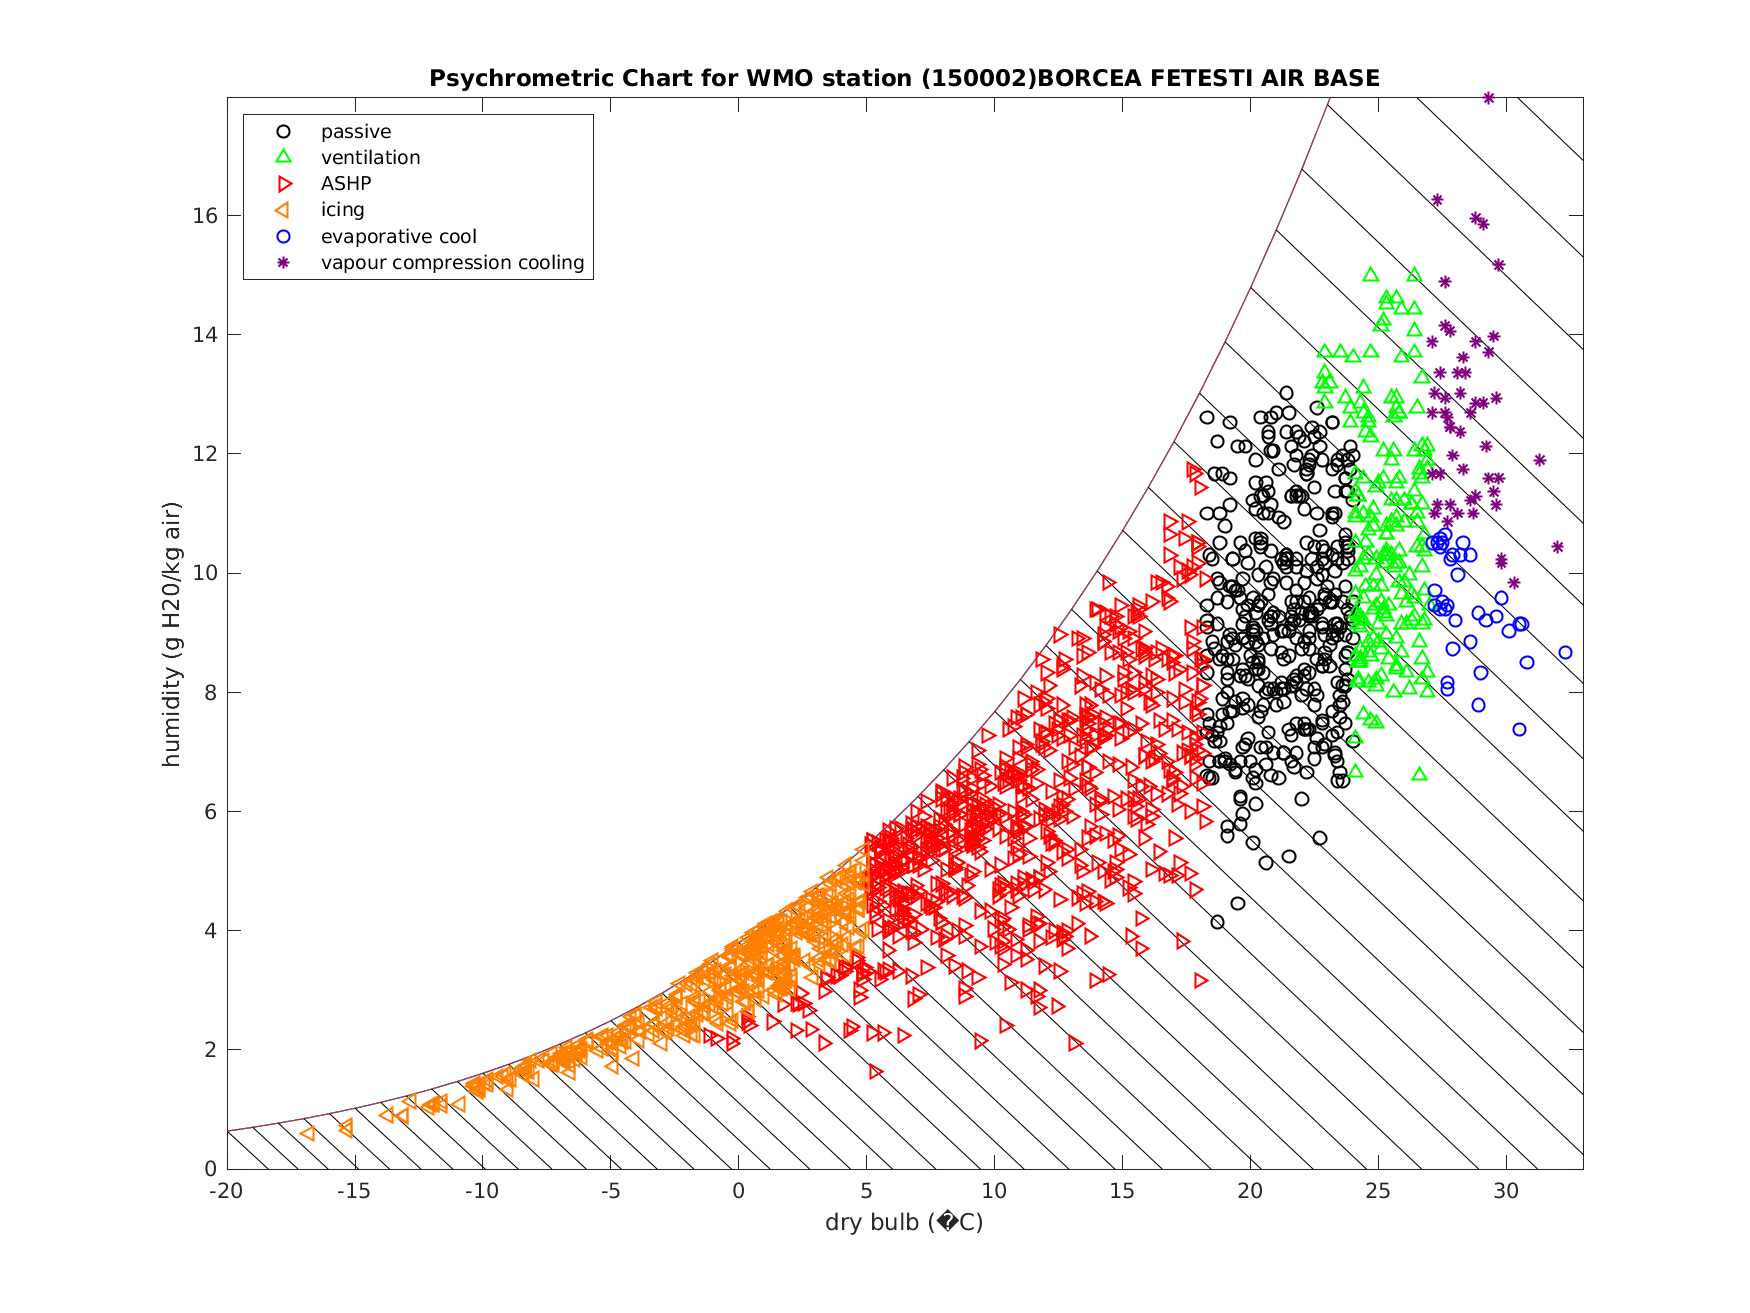 Psychrometric Chart for WMO station (150002)BORCEA FETESTI AIR BASE
passive
ventilation
ASHP
icing
evaporative cool
vapour compression cooling
humidity (g H20/kg air)
16
14
12
10
8
6
4
2
0
-20 -15 -10 -5 0 5 10 15 20 25 30
dry bulb (�C)